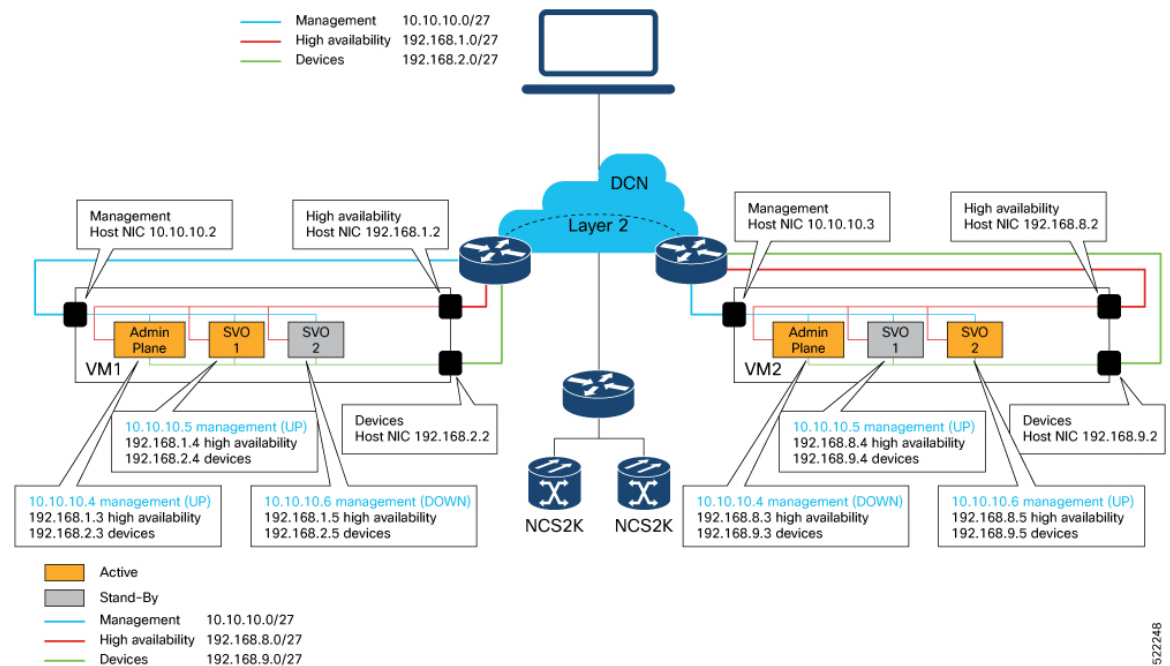 Management 10.10.10.0/27
High availability 192.168.1.0/27
Devices 192.168.2.0/27
DCN
Layer 2
Management
Host NIC 10.10.10.2
High availability
Host NIC 192.168.1.2
Management
Host NIC 10.10.10.3
High availability
Host NIC 192.168.8.2
Admin
Plane
SVO
1
SVO
2
VM1
Admin
Plane
SVO
1
SVO
2
VM2
Devices
Host NIC 192.168.2.2
Devices
Host NIC 192.168.9.2
10.10.10.5 management (UP)
192.168.1.4 high availability
192.168.2.4 devices
10.10.10.5 management (UP)
192.168.8.4 high availability
192.168.9.4 devices
10.10.10.4 management (UP)
192.168.1.3 high availability
192.168.2.3 devices
10.10.10.6 management (DOWN)
192.168.1.5 high availability
192.168.2.5 devices
NCS2K
NCS2K
10.10.10.4 management (DOWN)
192.168.8.3 high availability
192.168.9.3 devices
10.10.10.6 management (UP)
192.168.8.5 high availability
192.168.9.5 devices
Active
Stand-By
Management 10.10.10.0/27
High availability 192.168.8.0/27
Devices 192.168.9.0/27
522248